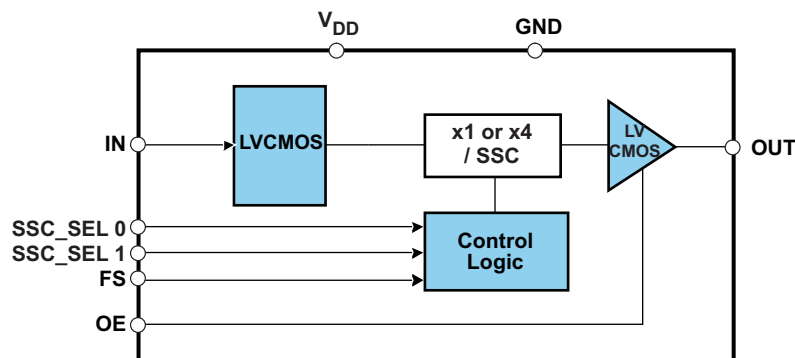 VDD
GND
IN
LVCMOS
x1 or x4
/ SSC
LV
CMOS
OUT
SSC_SEL 0
SSC_SEL 1
FS
OE
Control
Logic